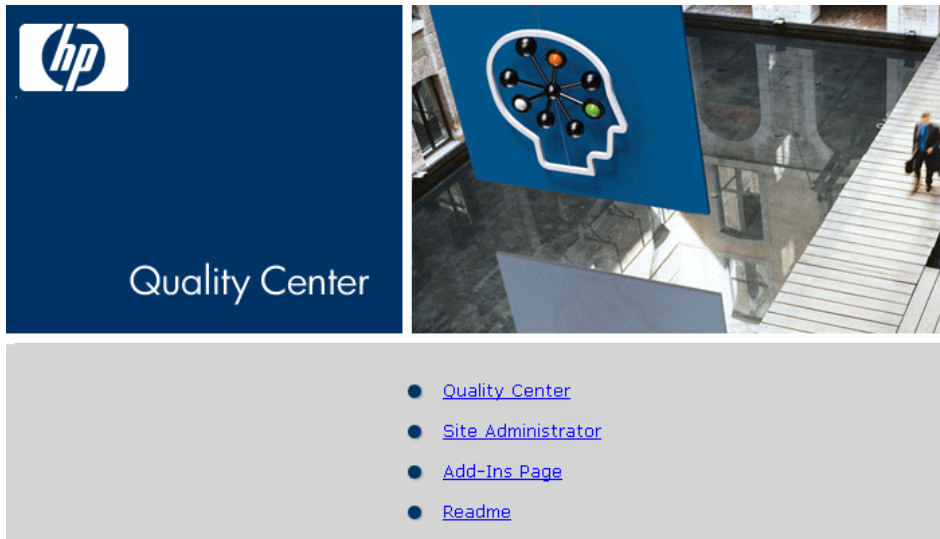 hp
Quality Center
Quality Center
Site Administrator
Add-Ins Page
Readme